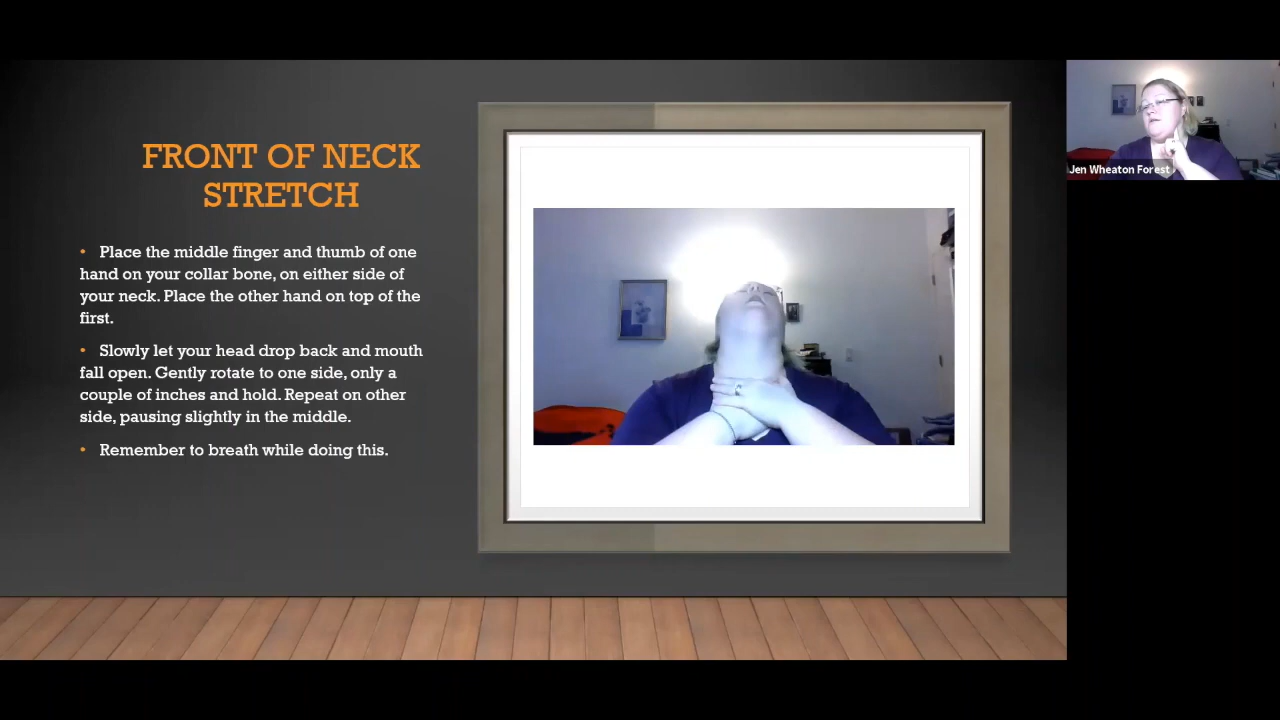 FRONT OF NECK
STRETCH
• Place the middle finger and thumb of one
hand on your collar bone, on either side of
your neck. Place the other hand on top of the
first.
• Slowly let your head drop back and mouth
fall open. Gently rotate to one side, only a
couple of inches and hold. Repeat on other
side, pausing slightly in the middle.
• Remember to breath while doing this.
Jen Wheaton Forest